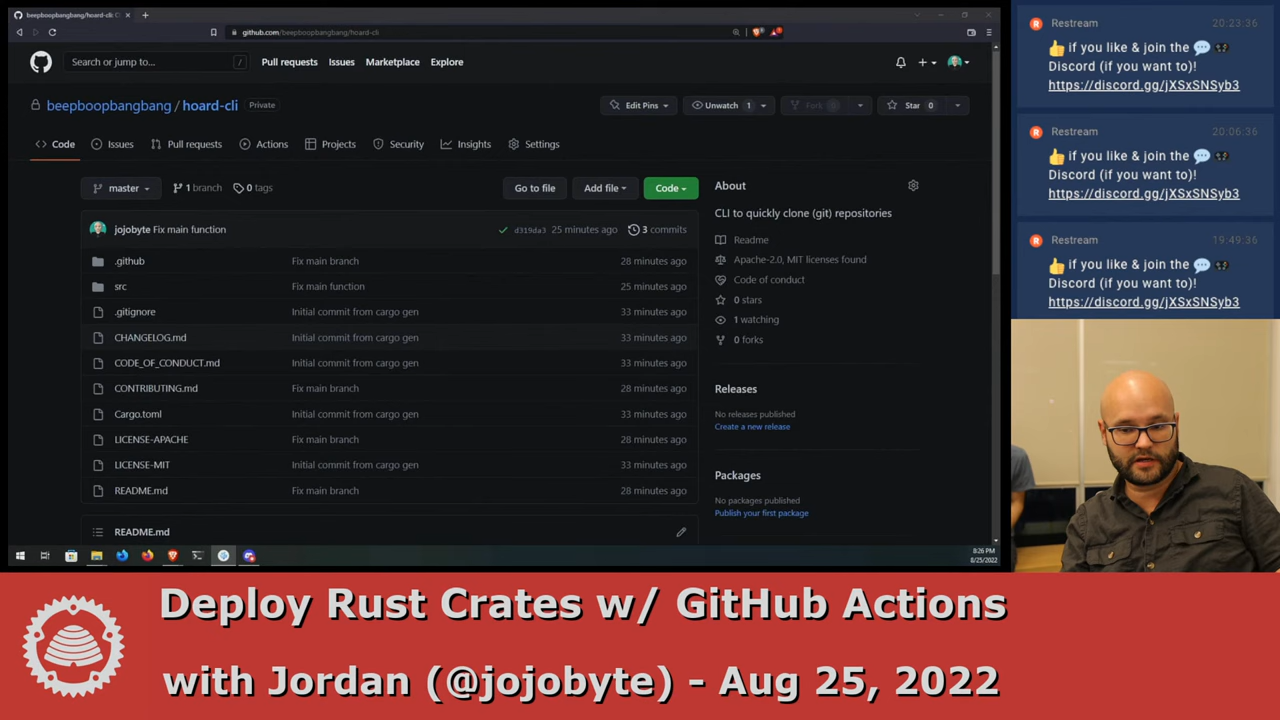 beepboopbangbang/hoard-cli: C
github.com/beepboopbangbang/hoard-cli
Search or jump to...
/
Pull requests
Issues
Marketplace
Explore
beepboopbangbang / hoard-cli
Private
Edit Pins
Unwatch 1
Fork 0
Star 0
Code
Issues
Pull requests
Actions
Projects
Security
Insights
Settings
master
1 branch
0 tags
Go to file
Add file
Code
jojobyte Fix main function
d319da3 25 minutes ago
3 commits
.github Fix main branch 28 minutes ago
src Fix main function 25 minutes ago
.gitignore Initial commit from cargo gen 33 minutes ago
CHANGELOG.md Initial commit from cargo gen 33 minutes ago
CODE_OF_CONDUCT.md Initial commit from cargo gen 33 minutes ago
CONTRIBUTING.md Fix main branch 28 minutes ago
Cargo.toml Initial commit from cargo gen 33 minutes ago
LICENSE-APACHE Fix main branch 28 minutes ago
LICENSE-MIT Initial commit from cargo gen 33 minutes ago
README.md Fix main branch 28 minutes ago
README.md
About
CLI to quickly clone (git) repositories
Readme
Apache-2.0, MIT licenses found
Code of conduct
0 stars
1 watching
0 forks
Releases
No releases published
Create a new release
Packages
No packages published
Publish your first package
8:26 PM
8/25/2022
R Restream 20:23:36
👍 if you like & join the 💬
Discord (if you want to)!
https://discord.gg/jXSxSNSyb3
R Restream 20:06:36
👍 if you like & join the 💬
Discord (if you want to)!
https://discord.gg/jXSxSNSyb3
R Restream 19:49:36
👍 if you like & join the 💬
Discord (if you want to)!
https://discord.gg/jXSxSNSyb3
Deploy Rust Crates w/ GitHub Actions
with Jordan (@jojobyte) - Aug 25, 2022